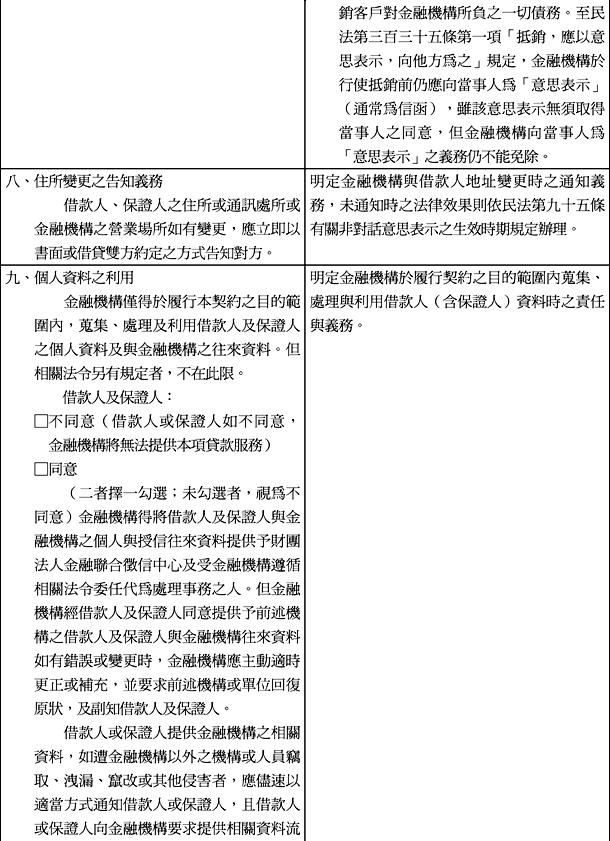 銷客戶對金融機構所負之一切債務。至民
法第三百三十五條第一項「抵銷，應以意
思表示，向他方為之」規定，金融機構於
行使抵銷前仍應向當事人為「意思表示」
（通常為信函），雖該意思表示無須取得
當事人之同意，但金融機構向當事人為
「意思表示」之義務仍不能免除。
八、住所變更之告知義務
借款人、保證人之住所或通訊處所或
金融機構之營業場所如有變更，應立即以
書面或借貸雙方約定之方式告知對方。
明定金融機構與借款人地址變更時之通知義
務，未通知時之法律效果則依民法第九十五條
有關非對話意思表示之生效時期規定辦理。
九、個人資料之利用
金融機構僅得於履行本契約之目的範
圍內，蒐集、處理及利用借款人及保證人
之個人資料及與金融機構之往來資料。但
相關法令另有規定者，不在此限。
借款人及保證人：
□不同意（借款人或保證人如不同意，
金融機構將無法提供本項貸款服務）
□同意
（二者擇一勾選；未勾選者，視為不
同意）金融機構得將借款人及保證人與金
融機構之個人與授信往來資料提供予財團
法人金融聯合徵信中心及受金融機構遵循
相關法令委任代為處理事務之人。但金融
機構經借款人及保證人同意提供予前述機
構之借款人及保證人與金融機構往來資料
如有錯誤或變更時，金融機構應主動適時
更正或補充，並要求前述機構或單位回復
原狀，及副知借款人及保證人。
借款人或保證人提供金融機構之相關
資料，如遭金融機構以外之機構或人員竊
取、洩漏、竄改或其他侵害者，應儘速以
適當方式通知借款人或保證人，且借款人
或保證人向金融機構要求提供相關資料流
明定金融機構於履行契約之目的範圍內蒐集、
處理與利用借款人（含保證人）資料時之責任
與義務。